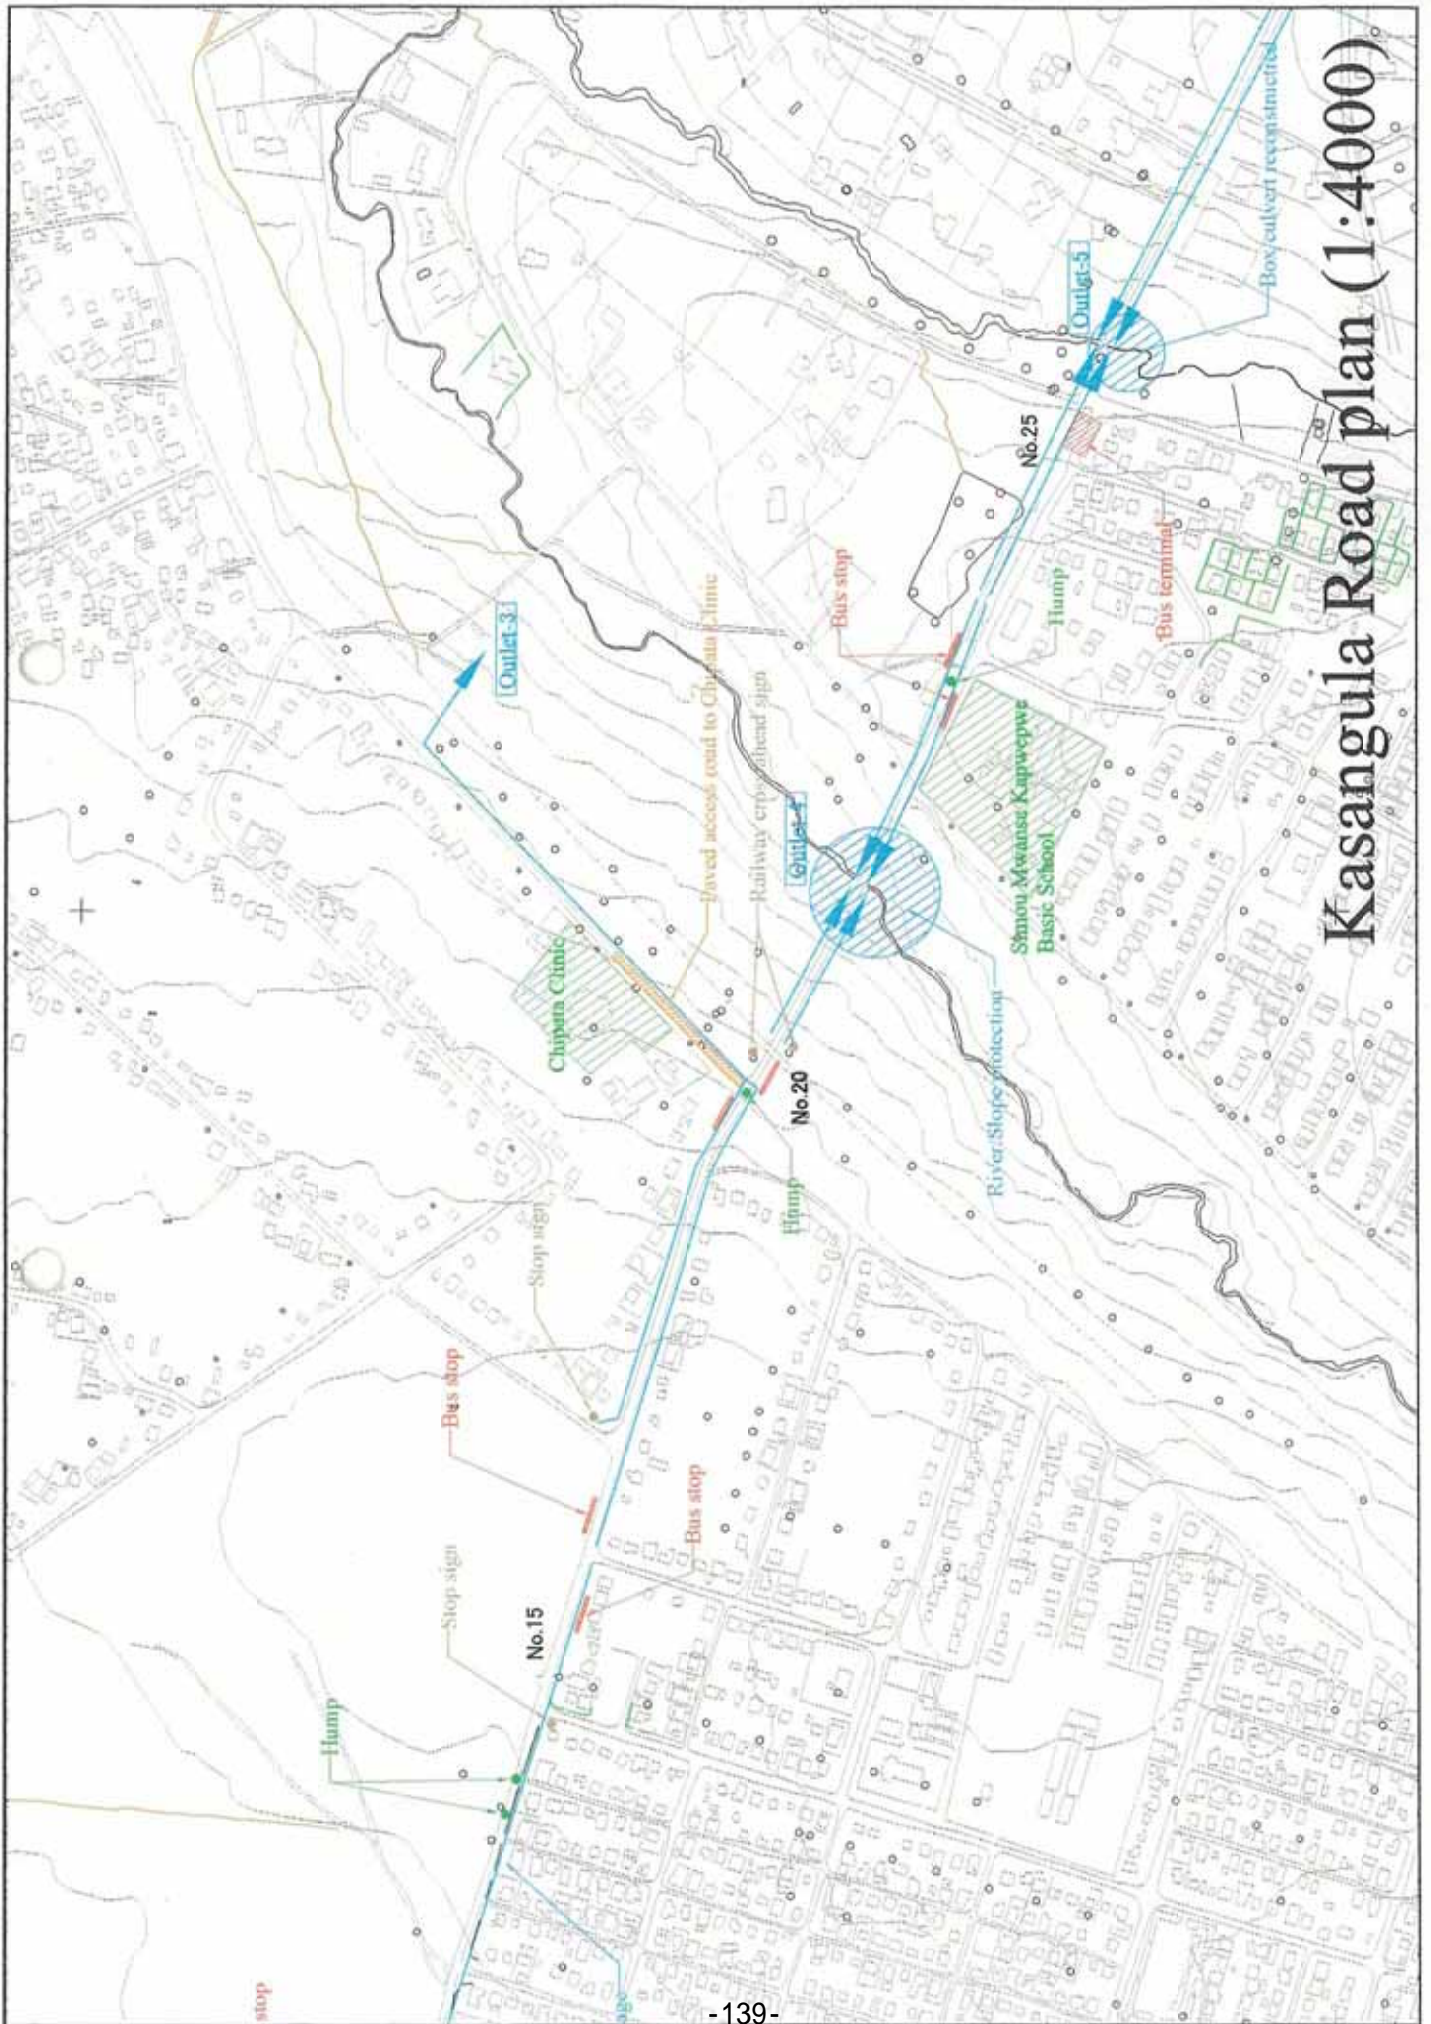 Kasangula Road plan (1:4000)
stop
Hump
Stop sign
No.15
Bus stop
Bus stop
Stop sign
Hump
No.20
Chipata Clinic
Paved access road to Chipata Clinic
Railway cross ahead sign
Outlet-3
Outlet-4
River/Slope protection
Basic School
Bus stop
Hump
Bus terminal
No.25
Outlet-5
Box culvert reconstructed
-139-